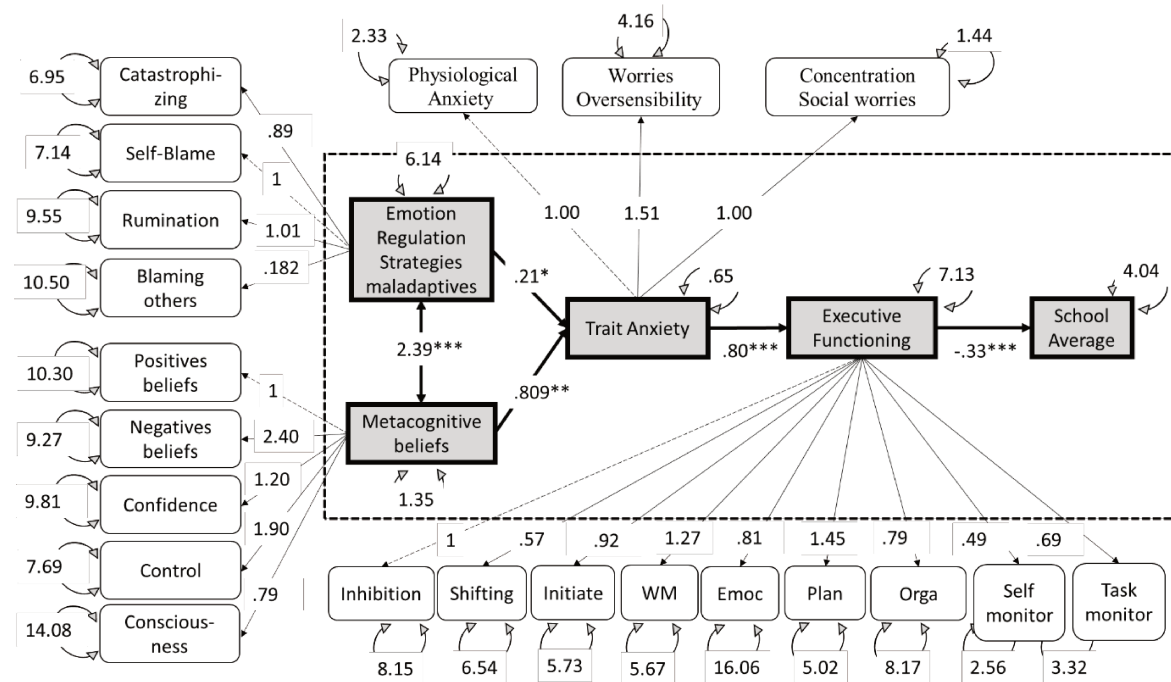 2.33
4.16
1.44
6.95
Catastrophi-
zing
Physiological
Anxiety
Worries
Oversensibility
Concentration
Social worries
.89
7.14
Self-Blame
1
6.14
9.55
Rumination
1.01
Emotion
Regulation
Strategies
maladaptives
1.00
1.51
1.00
10.50
Blaming
others
.182
.21*
.65
7.13
4.04
Trait Anxiety
Executive
Functioning
School
Average
2.39***
.80***
-.33***
10.30
Positives
beliefs
1
.809**
9.27
Negatives
beliefs
2.40
Metacognitive
beliefs
9.81
Confidence
1.20
1.35
1.90
7.69
Control
.79
14.08
Conscious-
ness
1
.57
.92
1.27
.81
1.45
.79
.49
.69
Inhibition
Shifting
Initiate
WM
Emoc
Plan
Orga
Self
monitor
Task
monitor
8.15
6.54
5.73
5.67
16.06
5.02
8.17
2.56
3.32